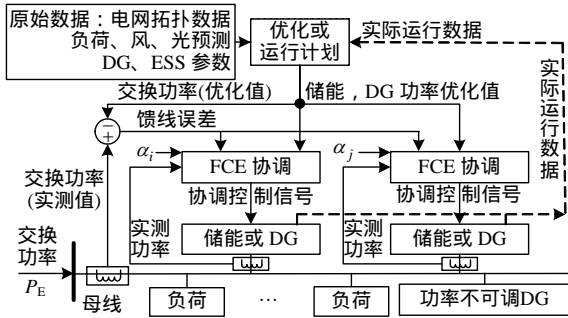 原始数据：电网拓扑数据
负荷、风、光预测
DG、ESS 参数
优化或
运行计划
实际运行数据
实际运行数据
交换功率(优化值)
储能，DG 功率优化值
馈线误差
交换功率
(实测值)
αi
FCE 协调
αj
FCE 协调
协调控制信号
协调控制信号
实测
功率
储能或 DG
实测
功率
储能或 DG
交换
功率
PE
母线
负荷
…
负荷
功率不可调DG